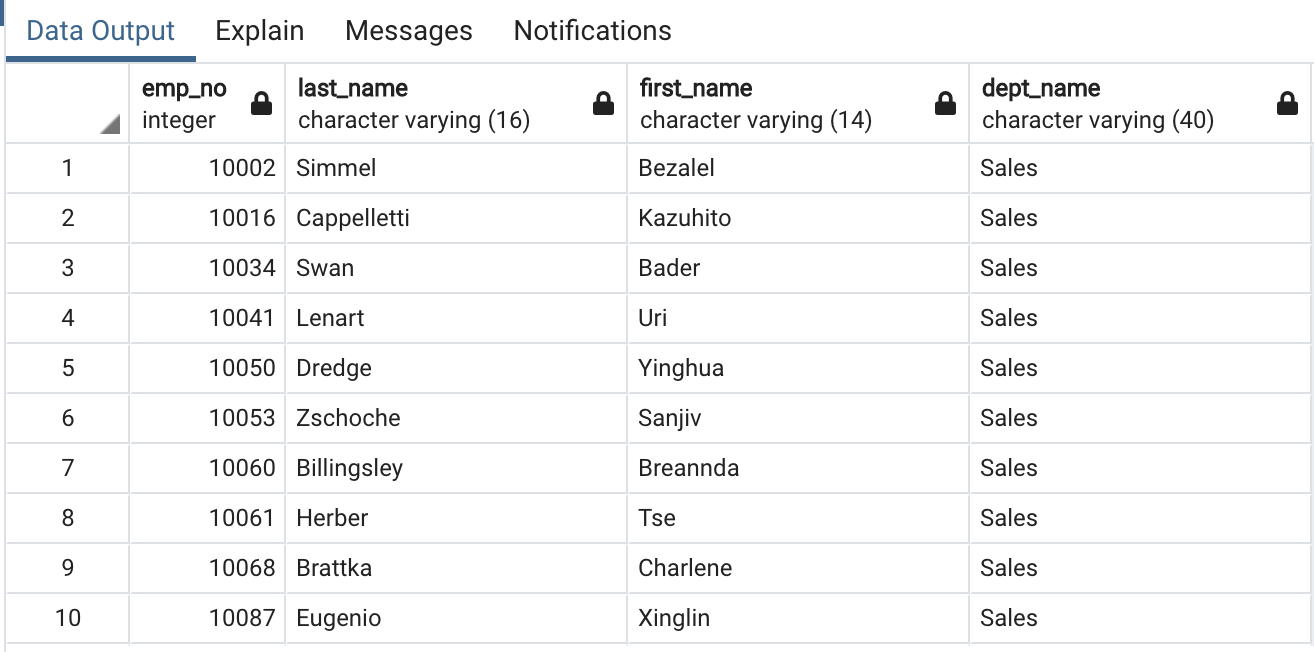 Data Output Explain Messages Notifications
emp_no last_name first_name dept_name
integer character varying (16) character varying (14) character varying (40)
1 10002 Simmel Bezalel Sales
2 10016 Cappelletti Kazuhito Sales
3 10034 Swan Bader Sales
4 10041 Lenart Uri Sales
5 10050 Dredge Yinghua Sales
6 10053 Zschoche Sanjiv Sales
7 10060 Billingsley Breannda Sales
8 10061 Herber Tse Sales
9 10068 Brattka Charlene Sales
10 10087 Eugenio Xinglin Sales